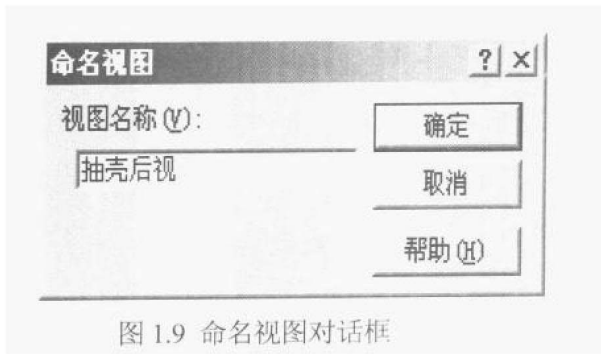 命名视图
? ×
视图名称(V):
确定
抽壳后视
取消
帮助(H)
图 1.9 命名视图对话框